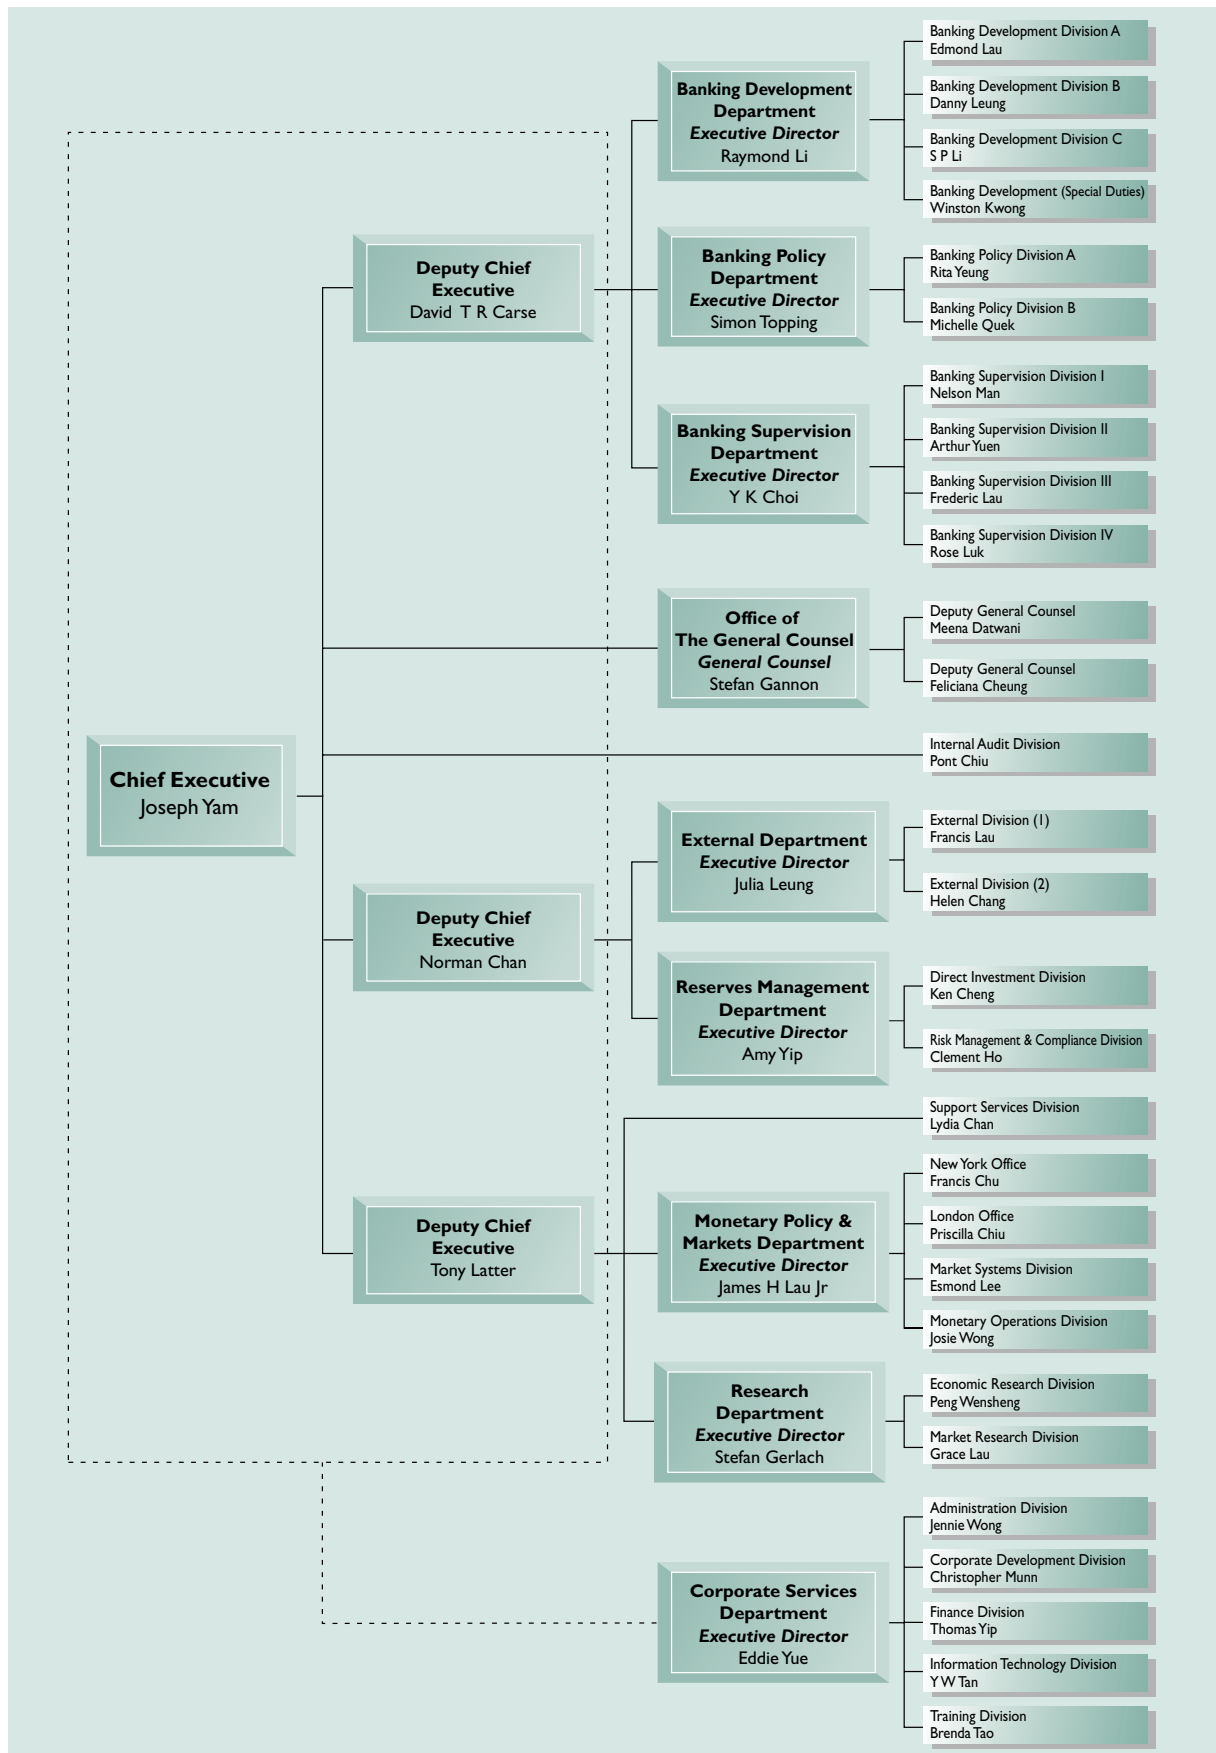 Chief Executive
Joseph Yam
Deputy Chief
Executive
David T R Carse
Banking Development
Department
Executive Director
Raymond Li
Banking Development Division A
Edmond Lau
Banking Development Division B
Danny Leung
Banking Development Division C
S P Li
Banking Development (Special Duties)
Winston Kwong
Banking Policy
Department
Executive Director
Simon Topping
Banking Policy Division A
Rita Yeung
Banking Policy Division B
Michelle Quek
Banking Supervision
Department
Executive Director
Y K Choi
Banking Supervision Division I
Nelson Man
Banking Supervision Division II
Arthur Yuen
Banking Supervision Division III
Frederic Lau
Banking Supervision Division IV
Rose Luk
Office of
The General Counsel
General Counsel
Stefan Gannon
Deputy General Counsel
Meena Datwani
Deputy General Counsel
Feliciana Cheung
Internal Audit Division
Pont Chiu
Deputy Chief
Executive
Norman Chan
External Department
Executive Director
Julia Leung
External Division (1)
Francis Lau
External Division (2)
Helen Chang
Reserves Management
Department
Executive Director
Amy Yip
Direct Investment Division
Ken Cheng
Risk Management & Compliance Division
Clement Ho
Deputy Chief
Executive
Tony Latter
Support Services Division
Lydia Chan
Monetary Policy &
Markets Department
Executive Director
James H Lau Jr
New York Office
Francis Chu
London Office
Priscilla Chiu
Market Systems Division
Esmond Lee
Monetary Operations Division
Josie Wong
Research
Department
Executive Director
Stefan Gerlach
Economic Research Division
Peng Wensheng
Market Research Division
Grace Lau
Corporate Services
Department
Executive Director
Eddie Yue
Administration Division
Jennie Wong
Corporate Development Division
Christopher Munn
Finance Division
Thomas Yip
Information Technology Division
Y W Tan
Training Division
Brenda Tao